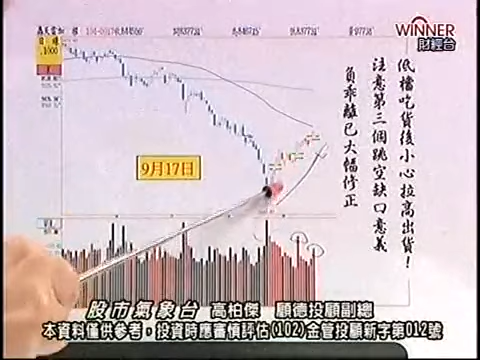 WINNER
財經台
日線
低檔吃貨後小心拉高出貨!
注意第三個跳空缺口意義
負乖離已大幅修正
9月17日
股市氣象台 高柏傑 顧德投顧副總
本資料僅供參考，投資時應審慎評估(102)金管投顧新字第012號